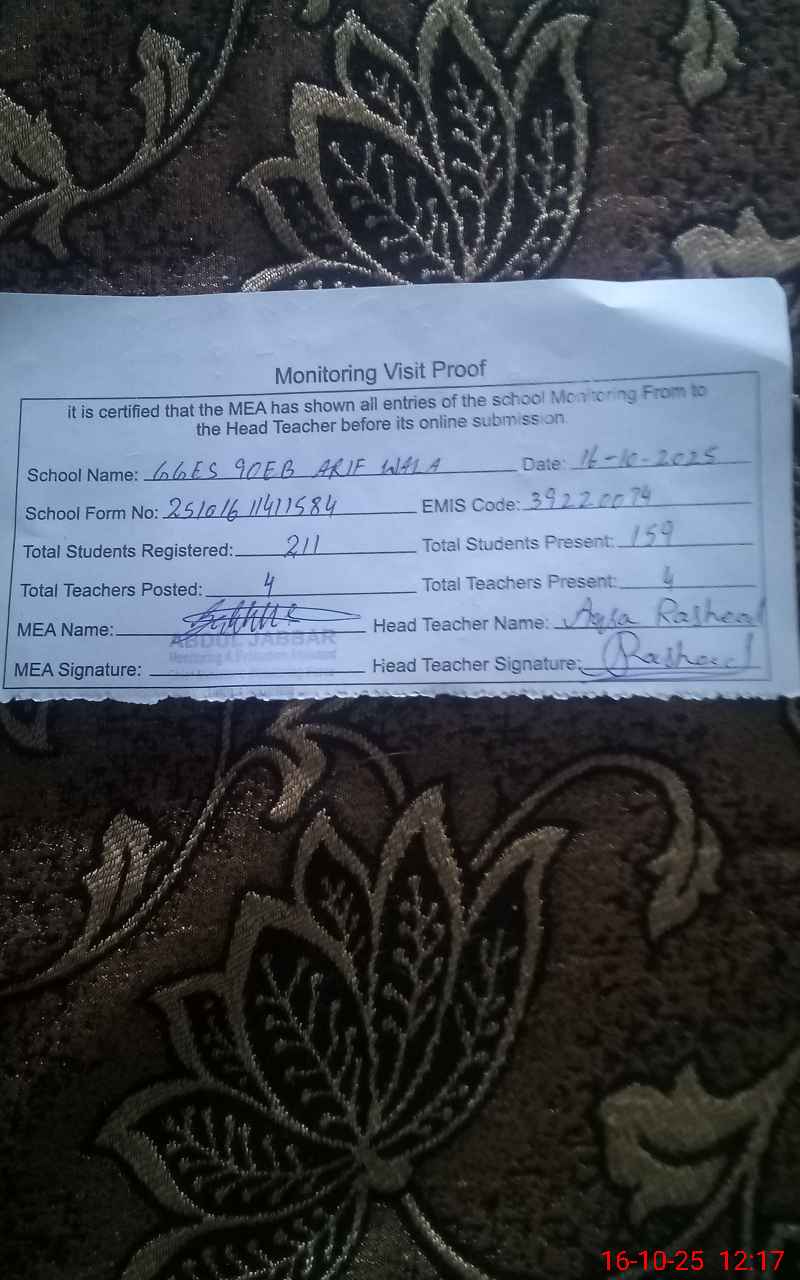 Monitoring Visit Proof
it is certified that the MEA has shown all entries of the school Monitoring From to
the Head Teacher before its online submission.
School Name: GGES 90EB ARIF WALA Date: 16-10-2025
School Form No: 25101611411584 EMIS Code: 39220074
Total Students Registered: 211 Total Students Present: 159
Total Teachers Posted: 4 Total Teachers Present: 4
MEA Name: Head Teacher Name: Aqsa Rasheed
ABDUL JABBAR
MEA Signature: Head Teacher Signature: Rasheed
16-10-25 12:17